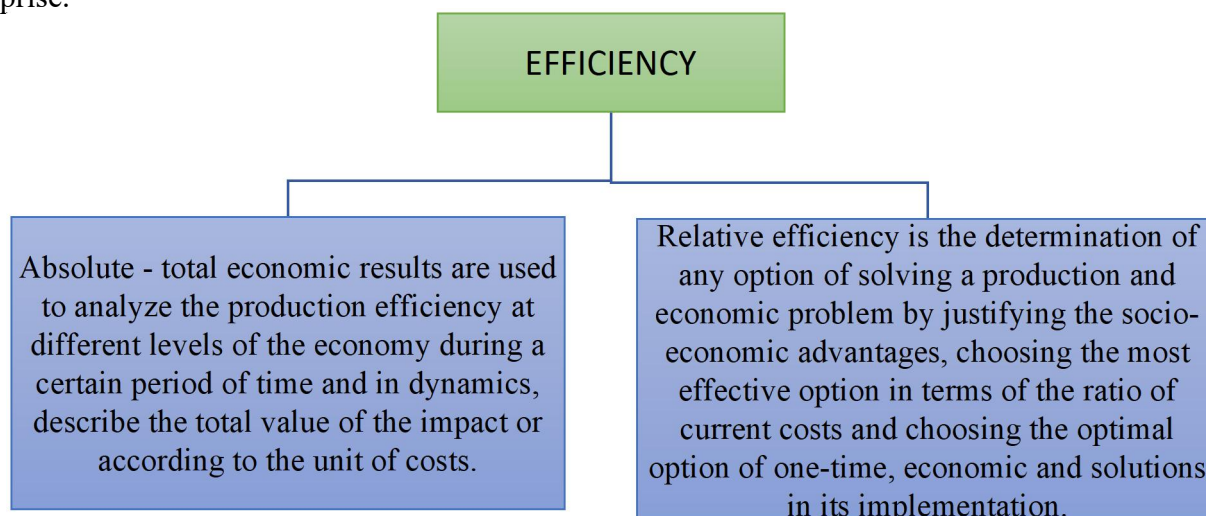 prise.
EFFICIENCY
Absolute - total economic results are used
to analyze the production efficiency at
different levels of the economy during a
certain period of time and in dynamics,
describe the total value of the impact or
according to the unit of costs.
Relative efficiency is the determination of
any option of solving a production and
economic problem by justifying the socio-
economic advantages, choosing the most
effective option in terms of the ratio of
current costs and choosing the optimal
option of one-time, economic and solutions
in its implementation.